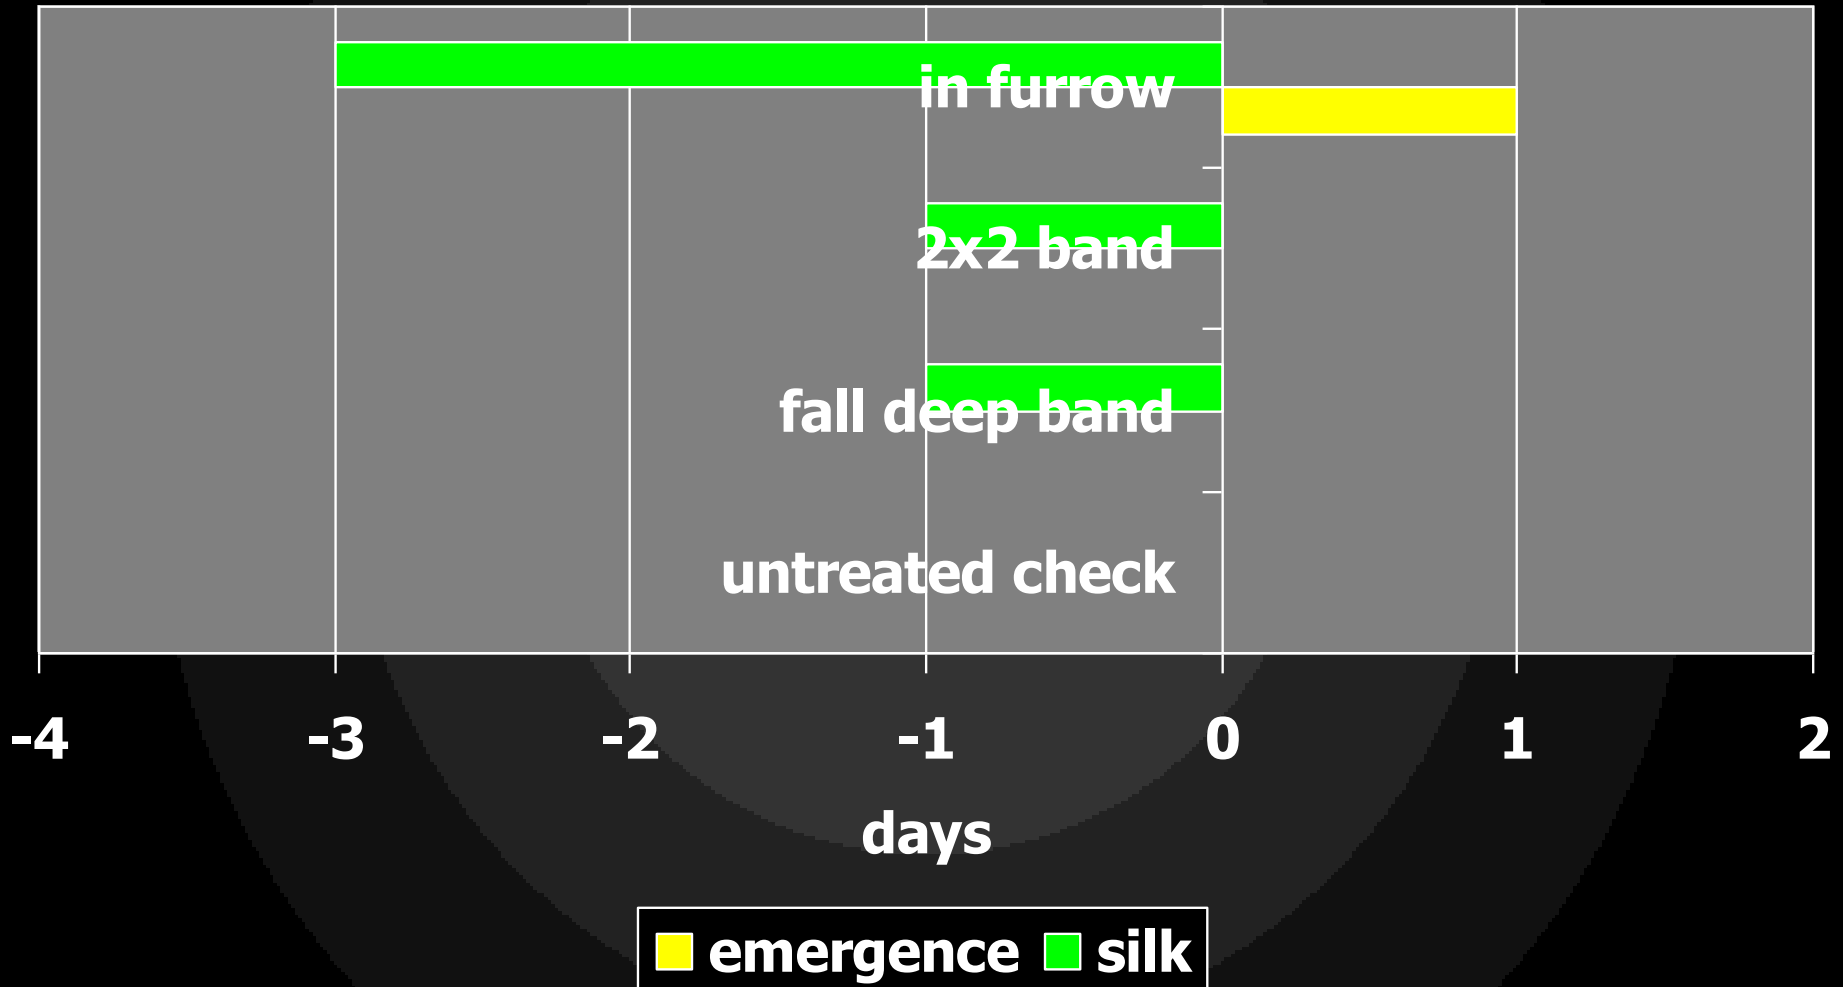 in furrow
2x2 band
fall deep band
untreated check
-4 -3 -2 -1 0 1 2
days
emergence silk